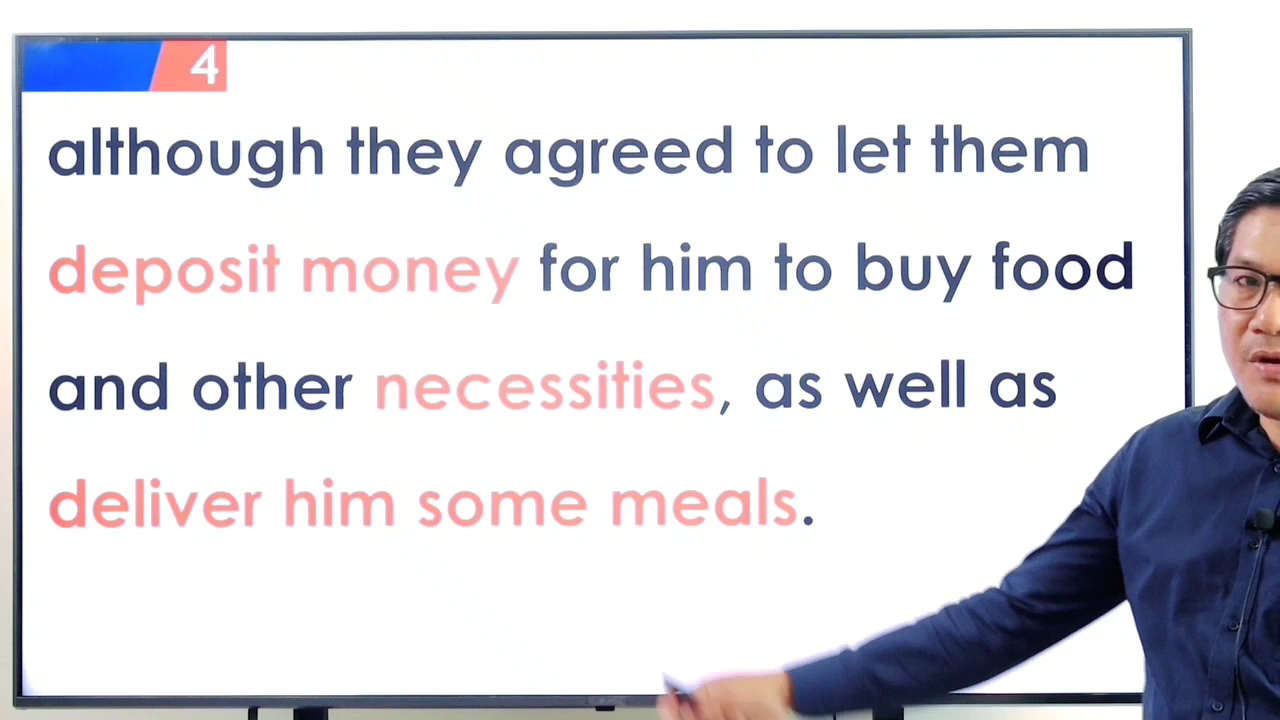 4
although they agreed to let them
deposit money for him to buy food
and other necessities, as well as
deliver him some meals.